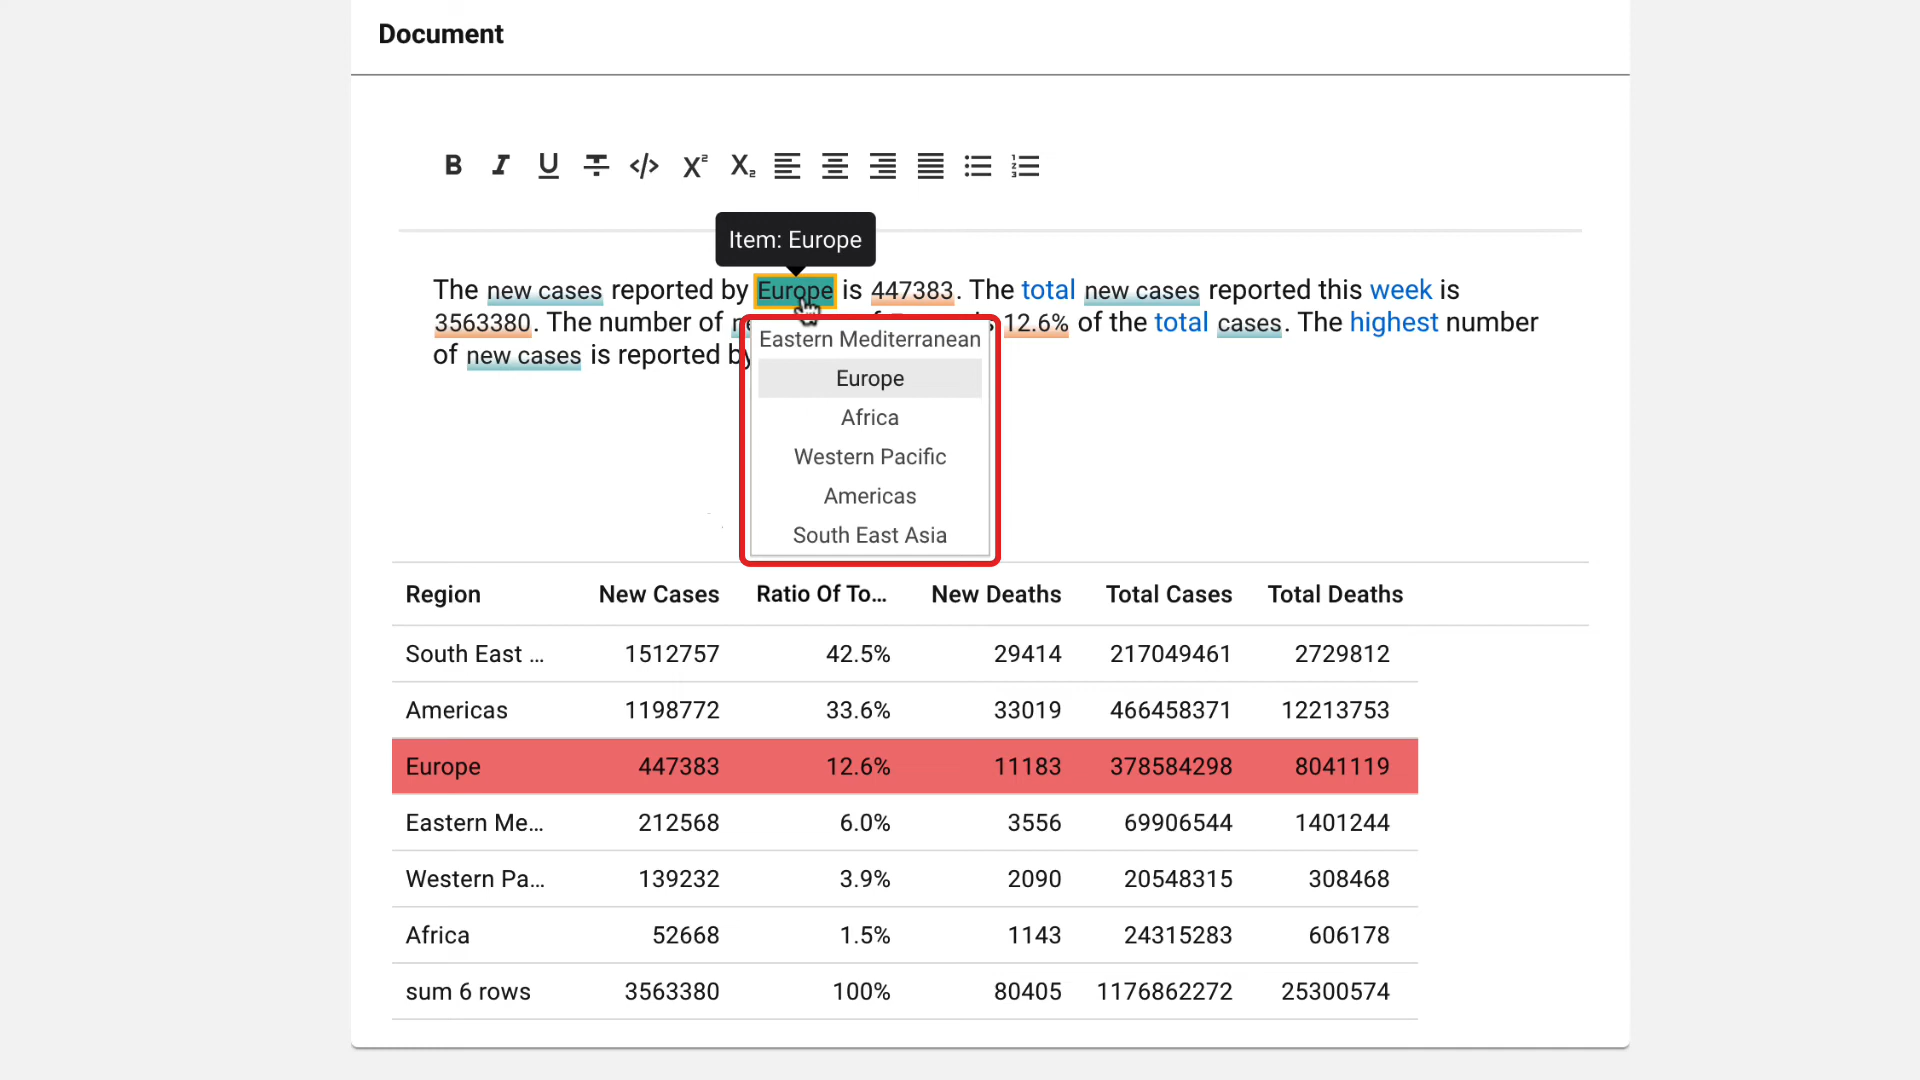 Document
B I U T </> X² X₂
Item: Europe
The new cases reported by Europe is 447383. The total new cases reported this week is
3563380. The number of 12.6% of the total cases. The highest number
of new cases is reported by
Eastern Mediterranean
Europe
Africa
Western Pacific
Americas
South East Asia
Region New Cases Ratio Of To... New Deaths Total Cases Total Deaths
South East ... 1512757 42.5% 29414 217049461 2729812
Americas 1198772 33.6% 33019 466458371 12213753
Europe 447383 12.6% 11183 378584298 8041119
Eastern Me... 212568 6.0% 3556 69906544 1401244
Western Pa... 139232 3.9% 2090 20548315 308468
Africa 52668 1.5% 1143 24315283 606178
sum 6 rows 3563380 100% 80405 1176862272 25300574